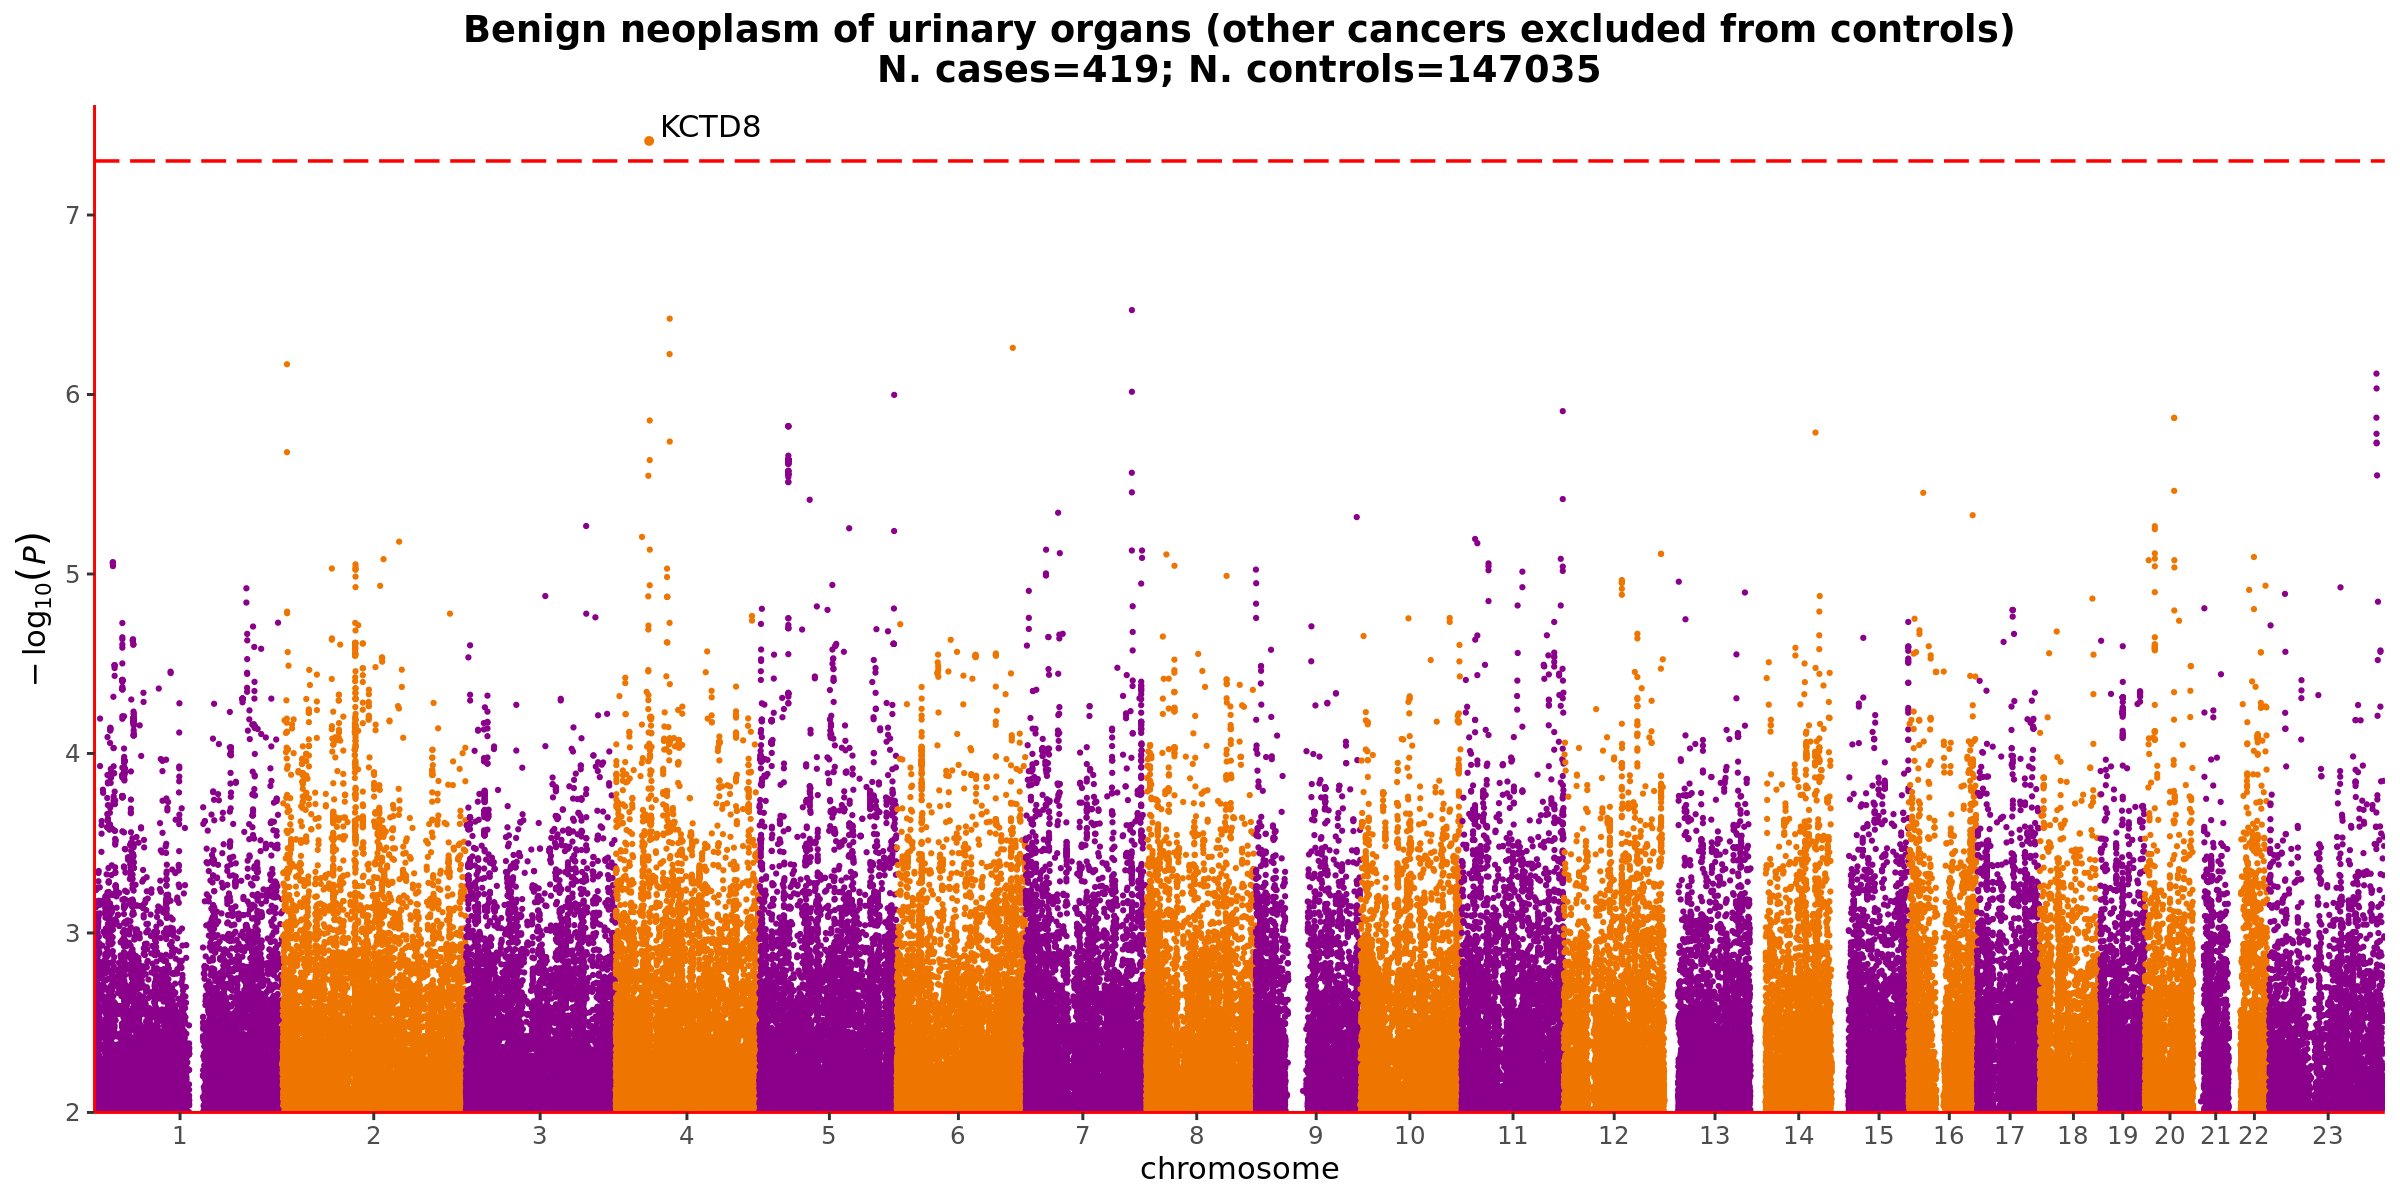 Benign neoplasm of urinary organs (other cancers excluded from controls)
N. cases=419; N. controls=147035
KCTD8
7
6
5
4
3
2
−log₁₀(P)
1 2 3 4 5 6 7 8 9 10 11 12 13 14 15 16 17 18 19 20 21 22 23
chromosome